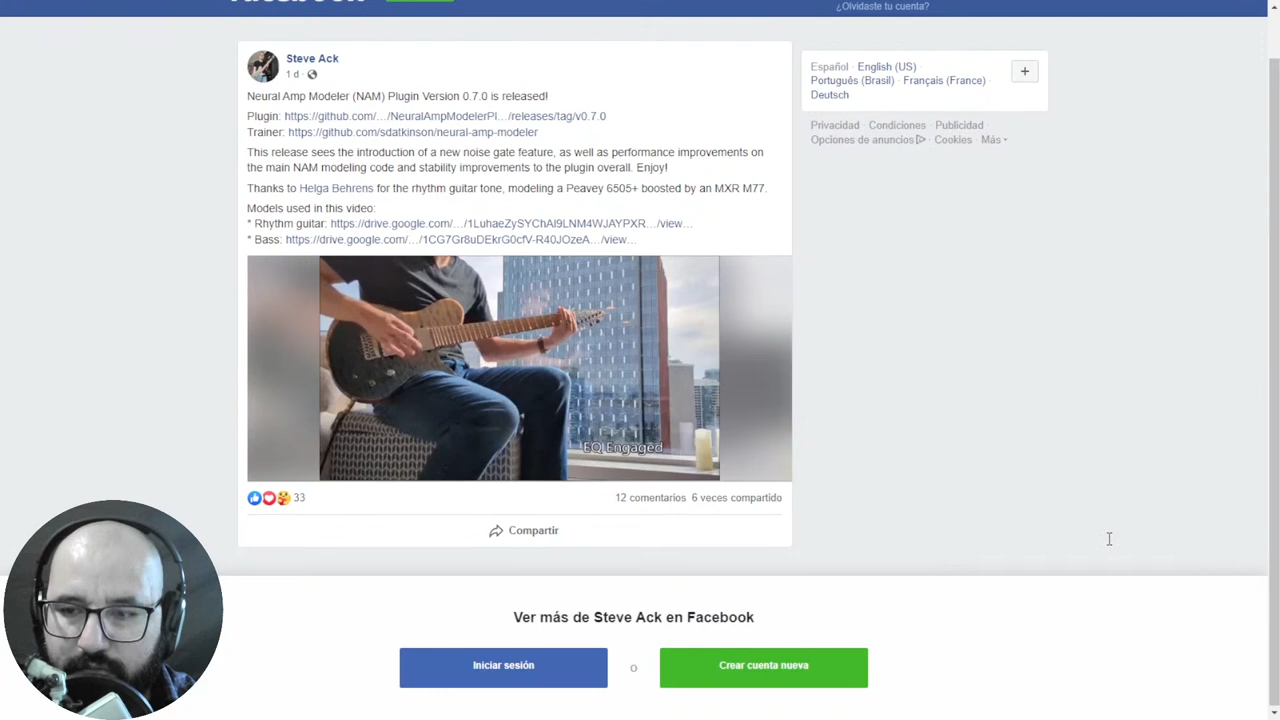 ¿Olvidaste tu cuenta?
Steve Ack
1 d
Neural Amp Modeler (NAM) Plugin Version 0.7.0 is released!
Plugin: https://github.com/…/NeuralAmpModelerPl…/releases/tag/v0.7.0
Trainer: https://github.com/sdatkinson/neural-amp-modeler
This release sees the introduction of a new noise gate feature, as well as performance improvements on
the main NAM modeling code and stability improvements to the plugin overall. Enjoy!
Thanks to Helga Behrens for the rhythm guitar tone, modeling a Peavey 6505+ boosted by an MXR M77.
Models used in this video:
* Rhythm guitar: https://drive.google.com/…/1LuhaeZySYChAI9LNM4WJAYPXR…/view…
* Bass: https://drive.google.com/…/1CG7Gr8uDEkrG0cfV-R40JOzeA…/view…
EQ Engaged
33
12 comentarios 6 veces compartido
Compartir
Español · English (US) ·
Português (Brasil) · Français (France) ·
Deutsch
+
Privacidad · Condiciones · Publicidad ·
Opciones de anuncios · Cookies · Más
Ver más de Steve Ack en Facebook
Iniciar sesión
o
Crear cuenta nueva